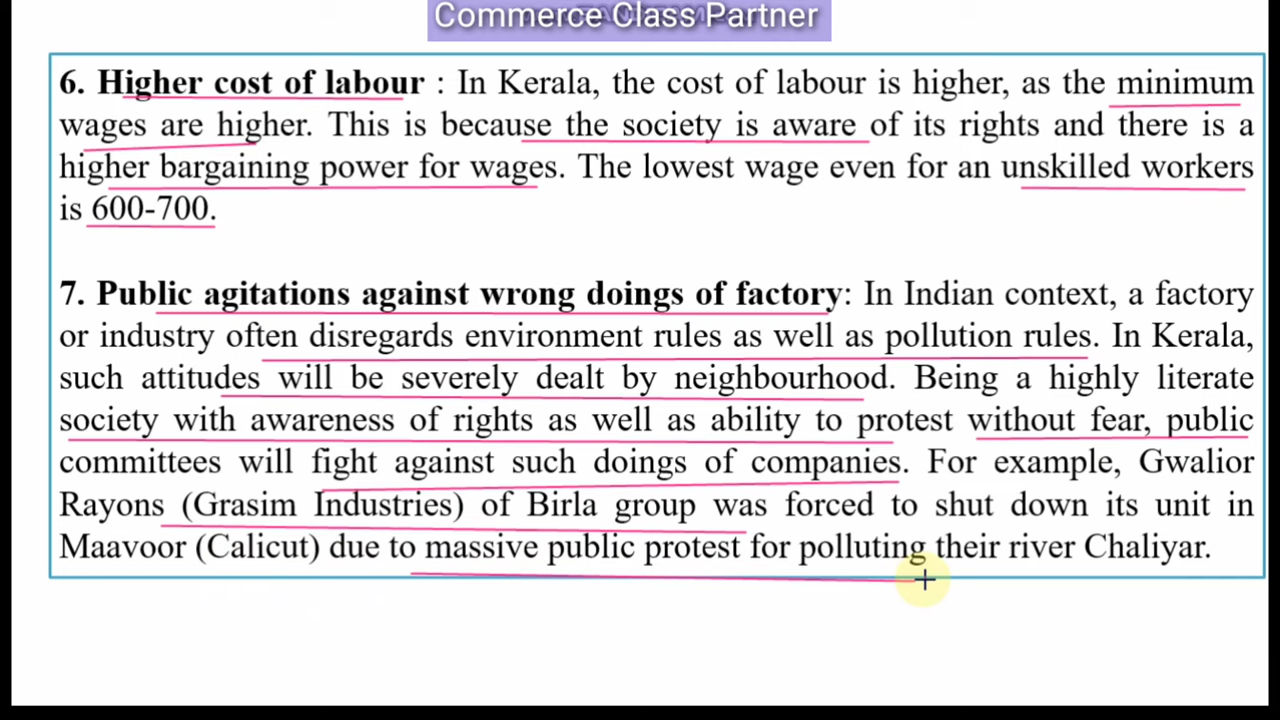 Commerce Class Partner
6. Higher cost of labour : In Kerala, the cost of labour is higher, as the minimum
wages are higher. This is because the society is aware of its rights and there is a
higher bargaining power for wages. The lowest wage even for an unskilled workers
is 600-700.
7. Public agitations against wrong doings of factory: In Indian context, a factory
or industry often disregards environment rules as well as pollution rules. In Kerala,
such attitudes will be severely dealt by neighbourhood. Being a highly literate
society with awareness of rights as well as ability to protest without fear, public
committees will fight against such doings of companies. For example, Gwalior
Rayons (Grasim Industries) of Birla group was forced to shut down its unit in
Maavoor (Calicut) due to massive public protest for polluting their river Chaliyar.